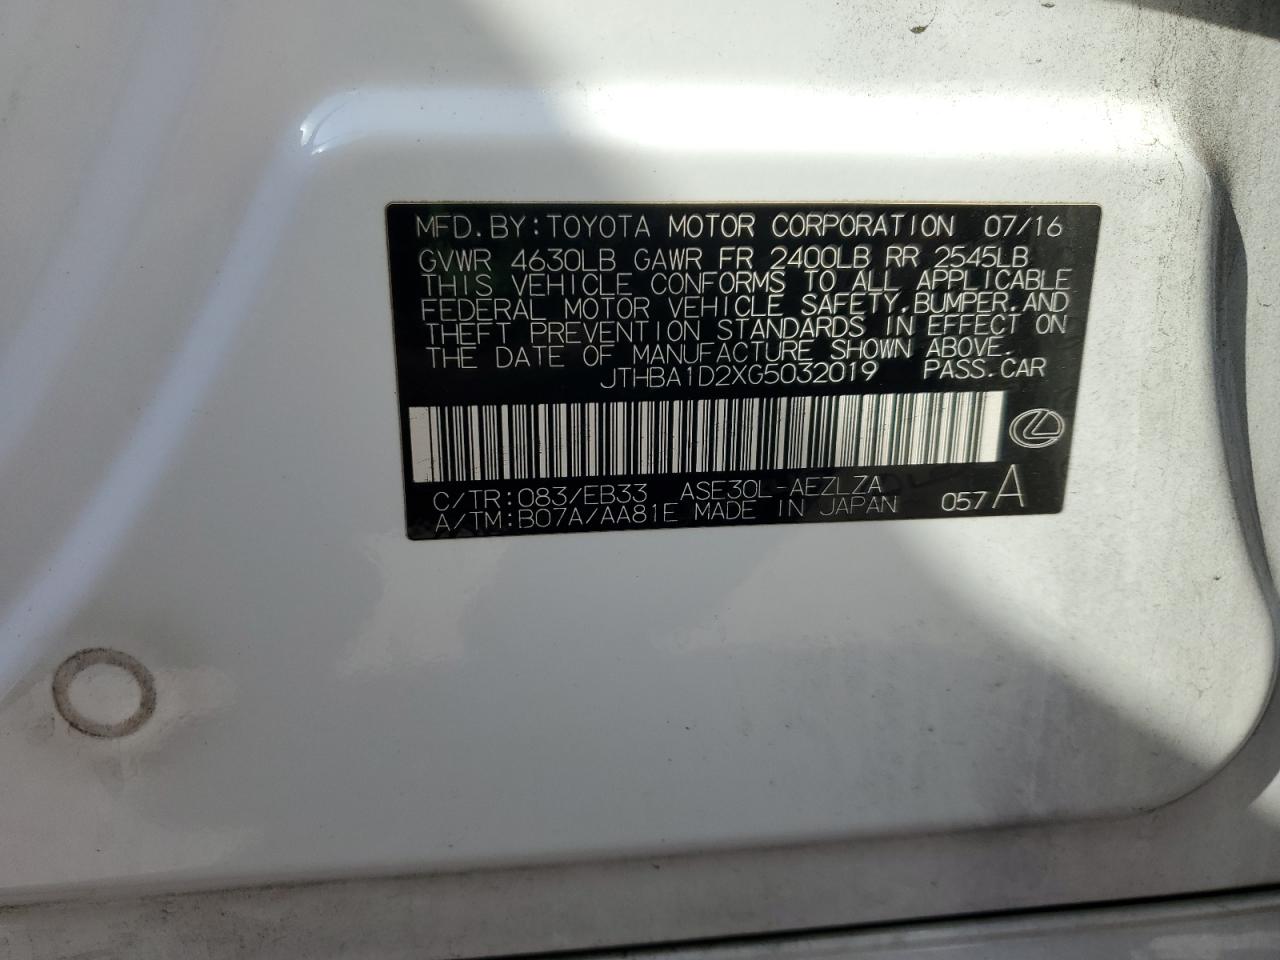 MFD.BY:TOYOTA MOTOR CORPORATION 07/16
GVWR 4630LB GAWR FR 2400LB RR 2545LB
THIS VEHICLE CONFORMS TO ALL APPLICABLE
FEDERAL MOTOR VEHICLE SAFETY,BUMPER,AND
THEFT PREVENTION STANDARDS IN EFFECT ON
THE DATE OF MANUFACTURE SHOWN ABOVE.
JTHBA1D2XG5032019 PASS.CAR
C/TR:083/EB33 ASE30L-AEZLZA
A/TM:B07A/AA81E MADE IN JAPAN 057A